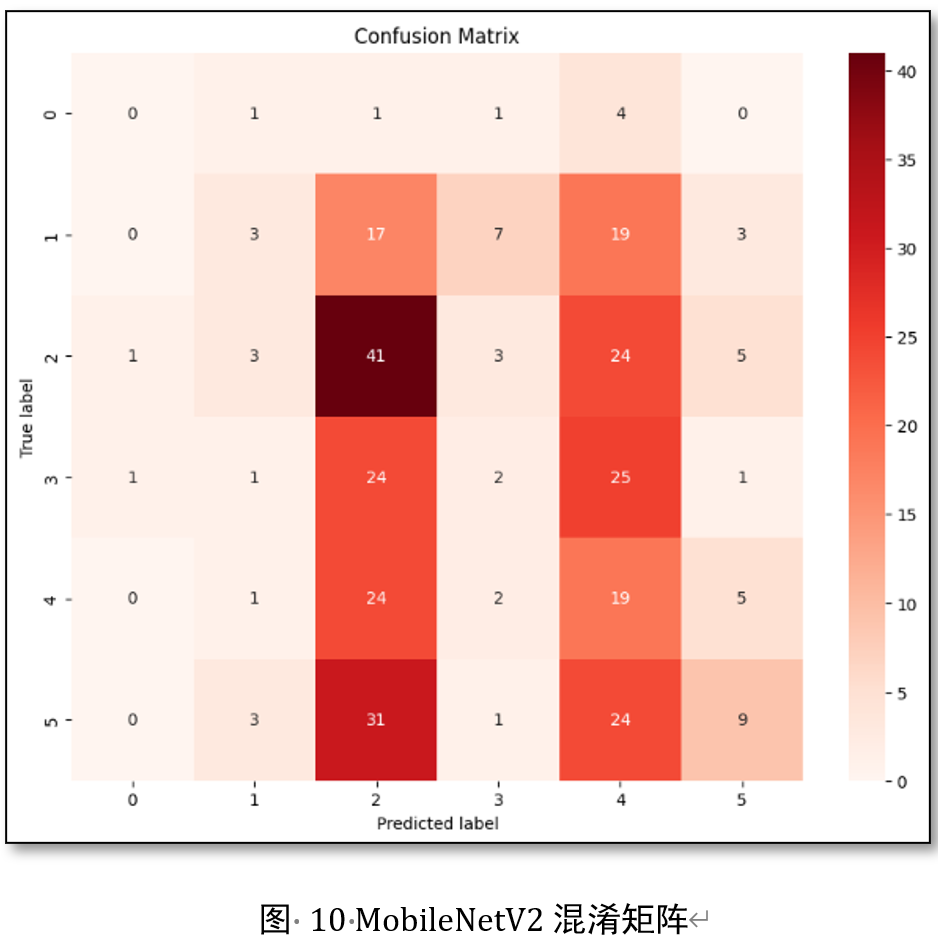 Confusion Matrix
0 0 1 1 1 4 0
1 0 3 17 7 19 3
2 1 3 41 3 24 5
3 1 1 24 2 25 1
4 0 1 24 2 19 5
5 0 3 31 1 24 9
0 1 2 3 4 5
Predicted label
True label
40
35
30
25
20
15
10
5
0
图 10 MobileNetV2 混淆矩阵